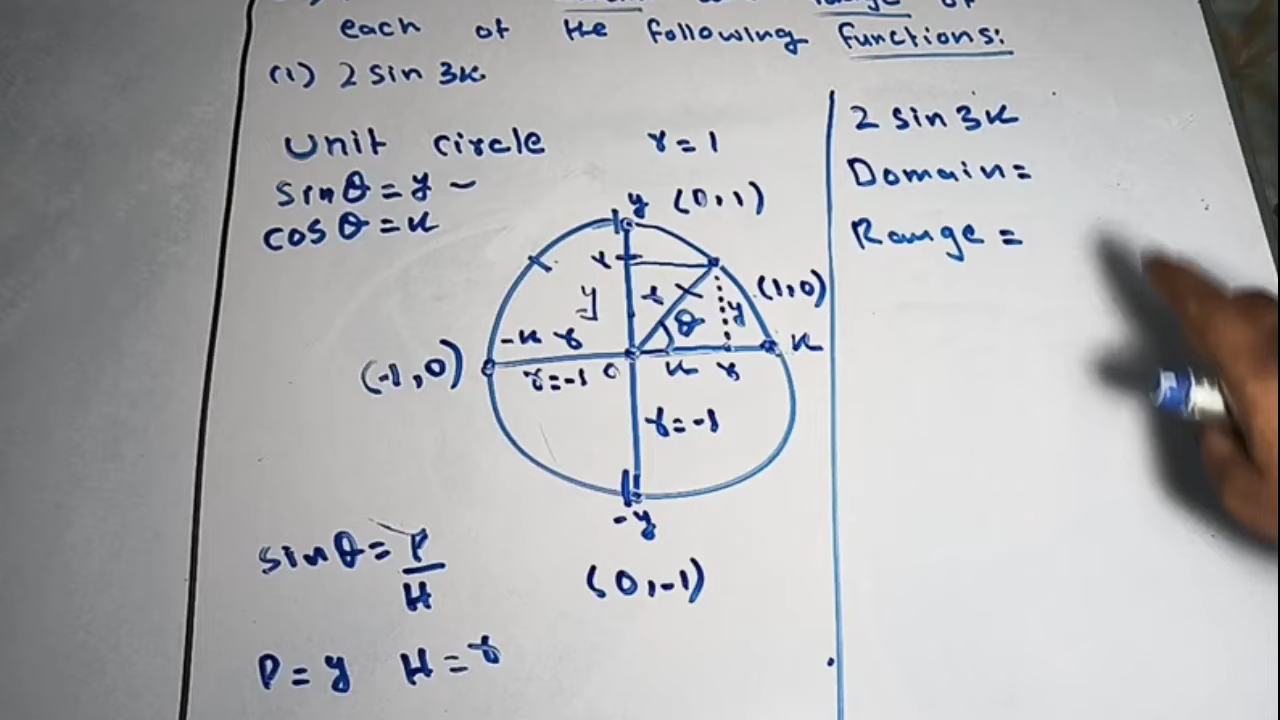 each of the following functions:
(1) 2 sin 3x
Unit circle r = 1
sinθ = y
cosθ = x
y (0,1)
r
y
r
y
(1,0)
θ
-x r
(-1,0)
r = -1 0
x r
x
r = -1
-y
(0,-1)
sinθ = P
H
P = y H = r
2 sin 3x
Domain =
Range =